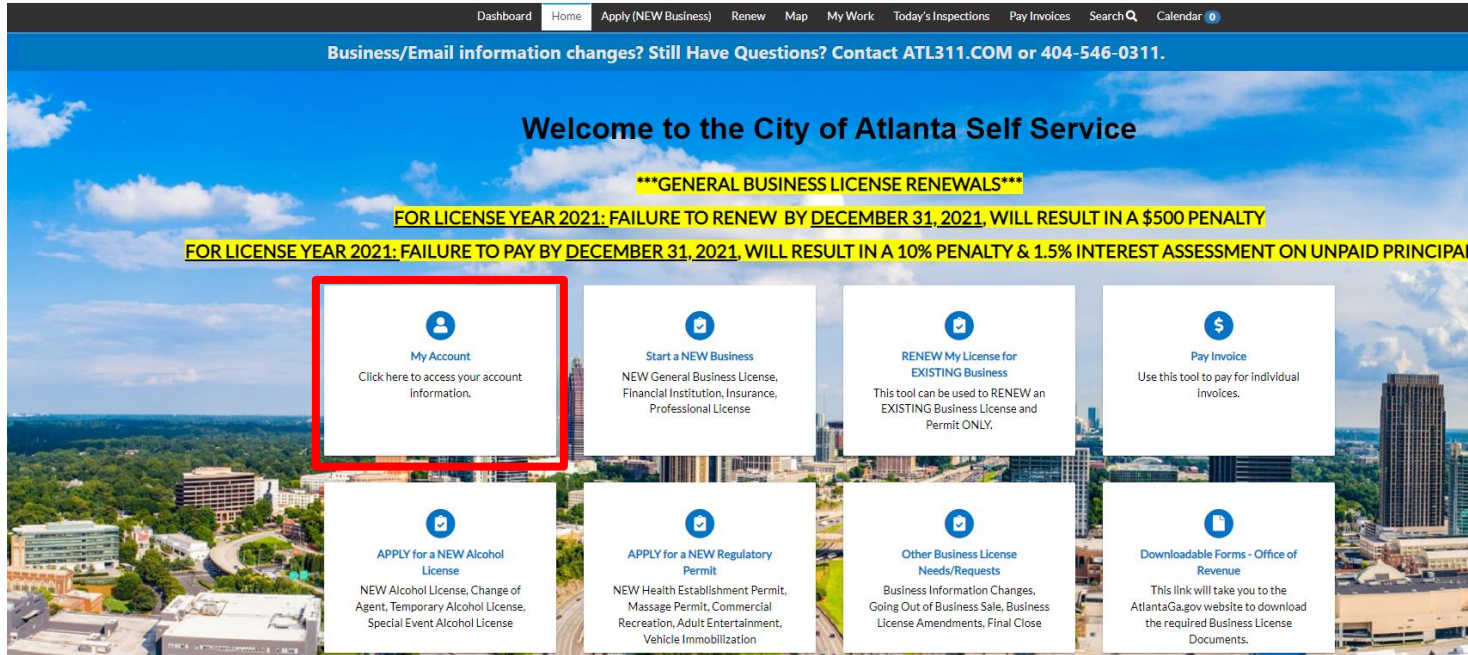 Dashboard Home Apply (NEW Business) Renew Map My Work Today's Inspections Pay Invoices Search Calendar 0
Business/Email information changes? Still Have Questions? Contact ATL311.COM or 404-546-0311.
Welcome to the City of Atlanta Self Service
***GENERAL BUSINESS LICENSE RENEWALS***
FOR LICENSE YEAR 2021: FAILURE TO RENEW BY DECEMBER 31, 2021, WILL RESULT IN A $500 PENALTY
FOR LICENSE YEAR 2021: FAILURE TO PAY BY DECEMBER 31, 2021, WILL RESULT IN A 10% PENALTY & 1.5% INTEREST ASSESSMENT ON UNPAID PRINCIPAL
My Account
Click here to access your account
information.
Start a NEW Business
NEW General Business License,
Financial Institution, Insurance,
Professional License
RENEW My License for
EXISTING Business
This tool can be used to RENEW an
EXISTING Business License and
Permit ONLY.
Pay Invoice
Use this tool to pay for individual
invoices.
APPLY for a NEW Alcohol
License
NEW Alcohol License, Change of
Agent, Temporary Alcohol License,
Special Event Alcohol License
APPLY for a NEW Regulatory
Permit
NEW Health Establishment Permit,
Massage Permit, Commercial
Recreation, Adult Entertainment,
Vehicle Immobilization
Other Business License
Needs/Requests
Business Information Changes,
Going Out of Business Sale, Business
License Amendments, Final Close
Downloadable Forms - Office of
Revenue
This link will take you to the
AtlantaGa.gov website to download
the required Business License
Documents.